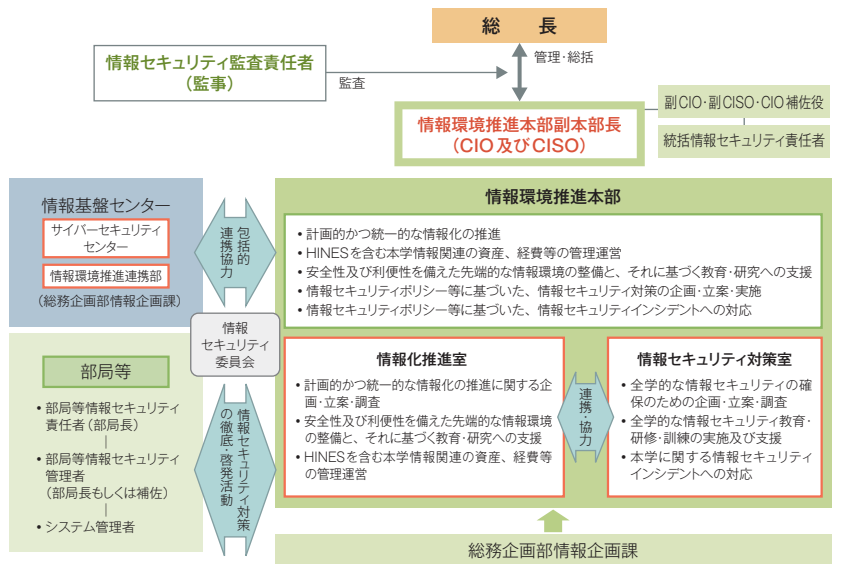 総長
管理・総括
情報セキュリティ監査責任者
（監事）
監査
情報環境推進本部副本部長
（CIO及びCISO）
副CIO・副CISO・CIO補佐役
統括情報セキュリティ責任者
情報基盤センター
サイバーセキュリティ
センター
情報環境推進連携部
（総務企画部情報企画課）
包括的
連携協力
情報
セキュリティ
委員会
部局等
• 部局等情報セキュリティ
責任者（部局長）
• 部局等情報セキュリティ
管理者
（部局長もしくは補佐）
• システム管理者
情報セキュリティ対策
の徹底・啓発活動
情報環境推進本部
• 計画的かつ統一的な情報化の推進
• HINESを含む本学情報関連の資産、経費等の管理運営
• 安全性及び利便性を備えた先端的な情報環境の整備と、それに基づく教育・研究への支援
• 情報セキュリティポリシー等に基づいた、情報セキュリティ対策の企画・立案・実施
• 情報セキュリティポリシー等に基づいた、情報セキュリティインシデントへの対応
情報化推進室
• 計画的かつ統一的な情報化の推進に関する企
画・立案・調査
• 安全性及び利便性を備えた先端的な情報環境
の整備と、それに基づく教育・研究への支援
• HINESを含む本学情報関連の資産、経費等
の管理運営
連携・協力
情報セキュリティ対策室
• 全学的な情報セキュリティの確
保のための企画・立案・調査
• 全学的な情報セキュリティ教育・
研修・訓練の実施及び支援
• 本学に関する情報セキュリティ
インシデントへの対応
総務企画部情報企画課